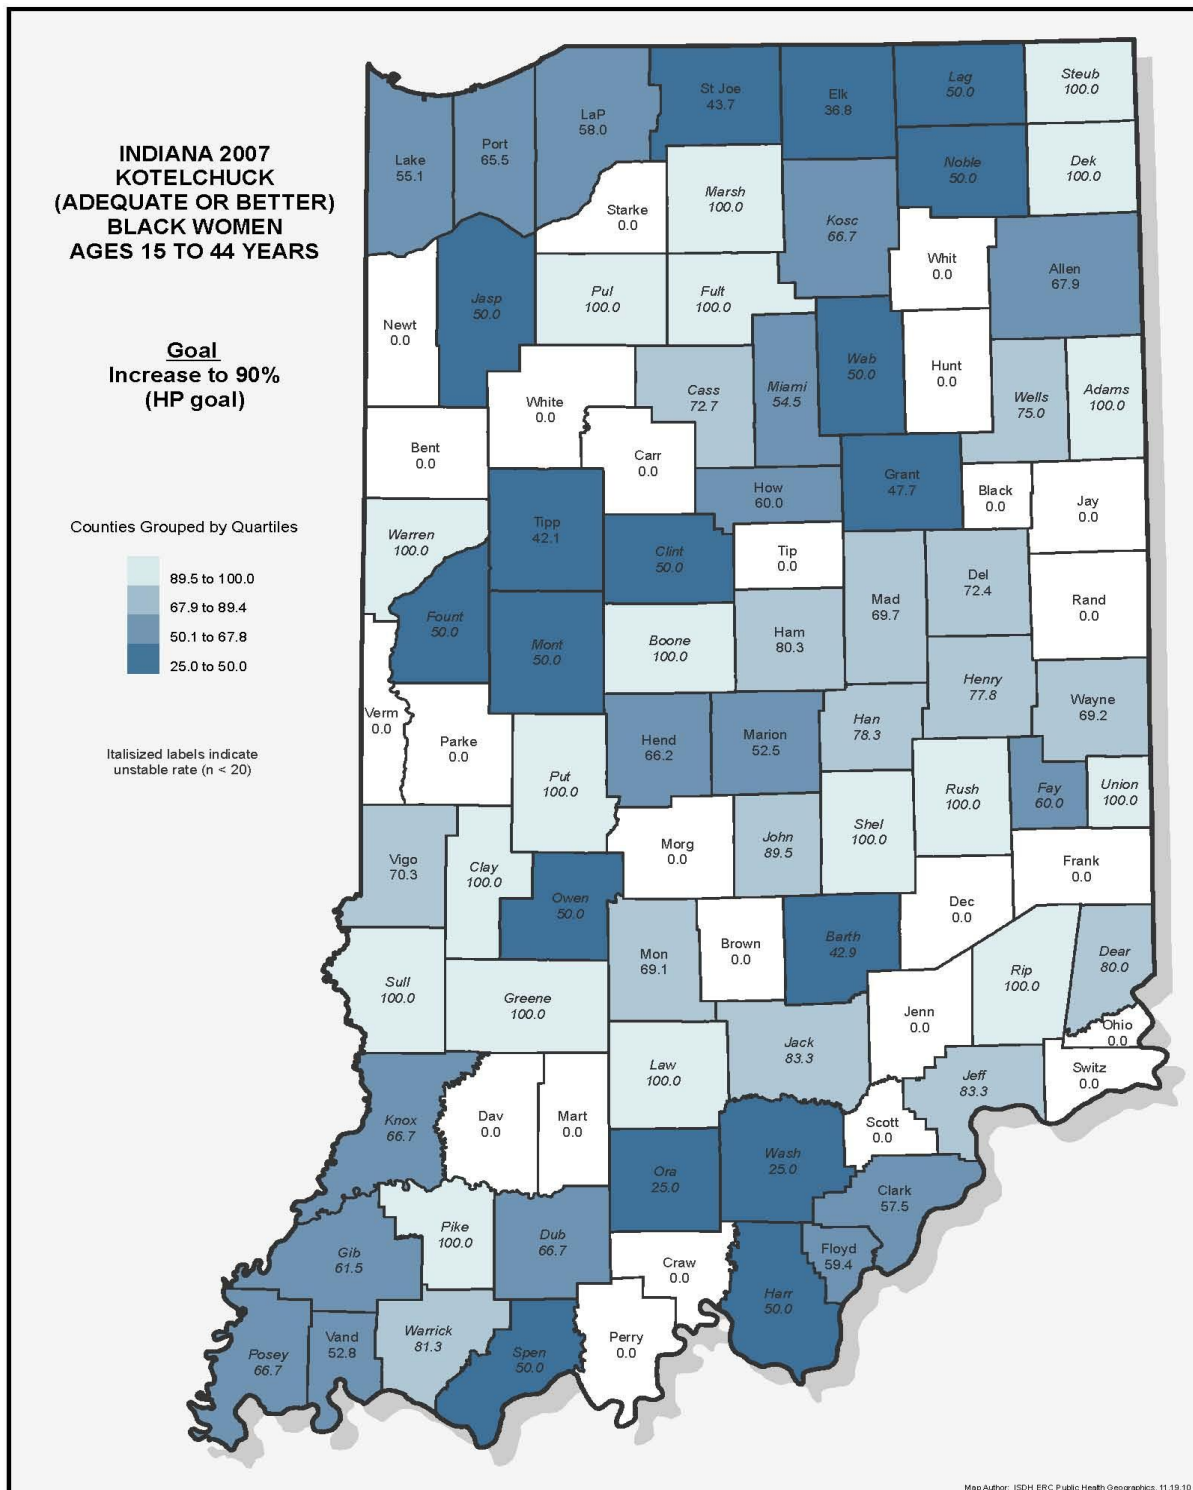 INDIANA 2007
KOTELCHUCK
(ADEQUATE OR BETTER)
BLACK WOMEN
AGES 15 TO 44 YEARS
Goal
Increase to 90%
(HP goal)
Counties Grouped by Quartiles
89.5 to 100.0
67.9 to 89.4
50.1 to 67.8
25.0 to 50.0
Italisized labels indicate
unstable rate (n < 20)
Lake
55.1
Port
65.5
LaP
58.0
St Joe
43.7
Elk
36.8
Lag
50.0
Steub
100.0
Noble
50.0
Dek
100.0
Starke
0.0
Marsh
100.0
Kosc
66.7
Whit
0.0
Allen
67.9
Newt
0.0
Jasp
50.0
Pul
100.0
Fult
100.0
Wab
50.0
Hunt
0.0
Wells
75.0
Adams
100.0
White
0.0
Cass
72.7
Miami
54.5
Bent
0.0
Carr
0.0
How
60.0
Grant
47.7
Black
0.0
Jay
0.0
Warren
100.0
Tipp
42.1
Clint
50.0
Tip
0.0
Mad
69.7
Del
72.4
Rand
0.0
Fount
50.0
Mont
50.0
Boone
100.0
Ham
80.3
Henry
77.8
Wayne
69.2
Verm
0.0
Parke
0.0
Put
100.0
Hend
66.2
Marion
52.5
Han
78.3
Rush
100.0
Fay
60.0
Union
100.0
Vigo
70.3
Clay
100.0
Owen
50.0
Morg
0.0
John
89.5
Shel
100.0
Frank
0.0
Dec
0.0
Sull
100.0
Greene
100.0
Mon
69.1
Brown
0.0
Barth
42.9
Rip
100.0
Dear
80.0
Jenn
0.0
Ohio
0.0
Knox
66.7
Dav
0.0
Mart
0.0
Law
100.0
Jack
83.3
Jeff
83.3
Switz
0.0
Scott
0.0
Ora
25.0
Wash
25.0
Clark
57.5
Gib
61.5
Pike
100.0
Dub
66.7
Craw
0.0
Harr
50.0
Floyd
59.4
Posey
66.7
Vand
52.8
Warrick
81.3
Spen
50.0
Perry
0.0
Map Author: ISDH ERC Public Health Geographics, 11.19.10